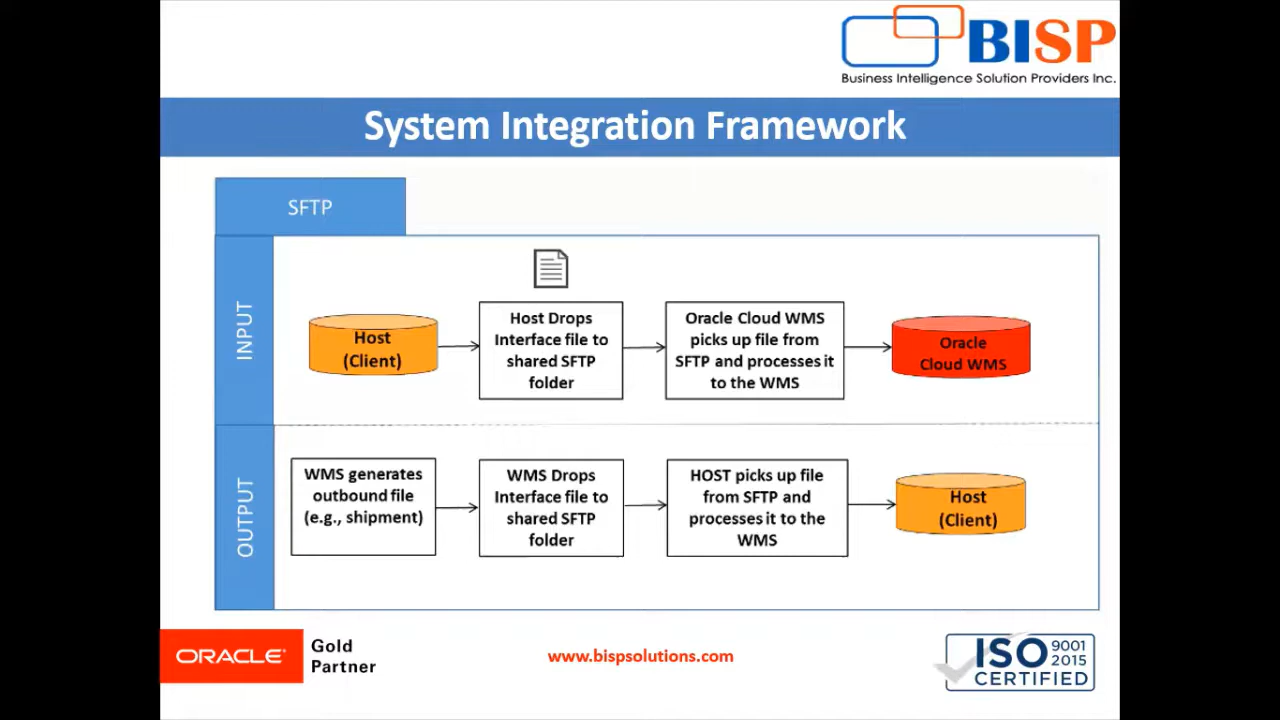 BISP
Business Intelligence Solution Providers Inc.
System Integration Framework
SFTP
INPUT
Host
(Client)
Host Drops
Interface file to
shared SFTP
folder
Oracle Cloud WMS
picks up file from
SFTP and processes it
to the WMS
Oracle
Cloud WMS
OUTPUT
WMS generates
outbound file
(e.g., shipment)
WMS Drops
Interface file to
shared SFTP
folder
HOST picks up file
from SFTP and
processes it to the
WMS
Host
(Client)
ORACLE
Gold
Partner
www.bispsolutions.com
ISO 9001
2015
CERTIFIED